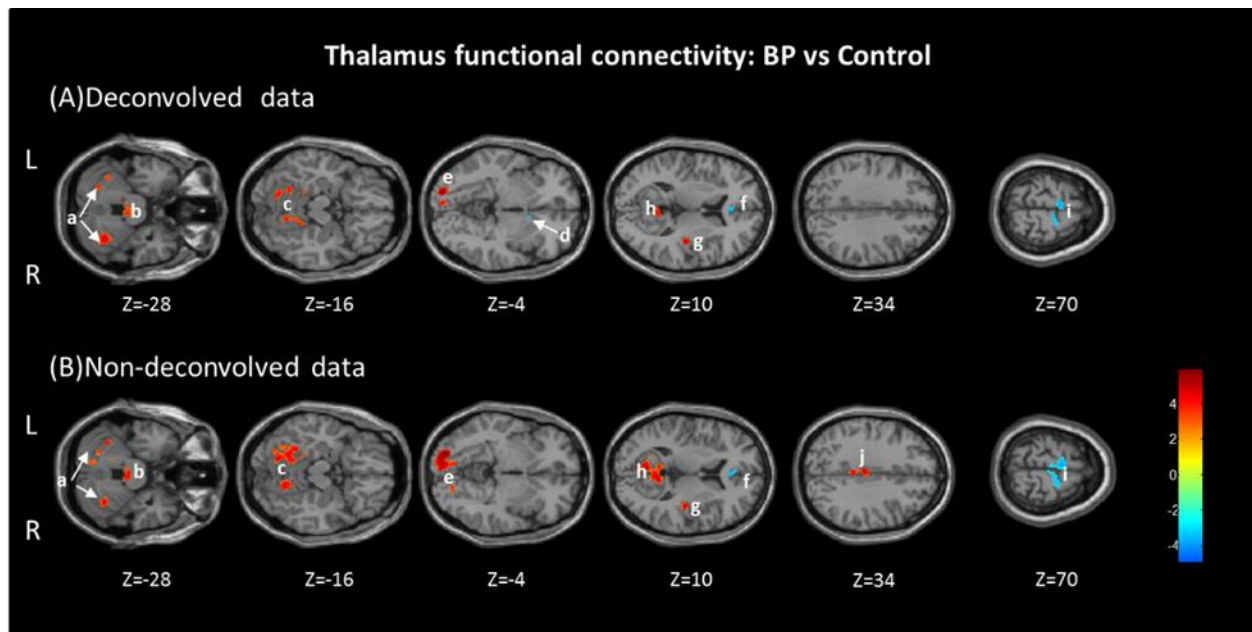 Thalamus functional connectivity: BP vs Control
(A)Deconvolved data
L
R
a b c e d h f g i
Z=-28 Z=-16 Z=-4 Z=10 Z=34 Z=70
(B)Non-deconvolved data
L
R
a b c e h f g j i
4
2
0
-2
-4
Z=-28 Z=-16 Z=-4 Z=10 Z=34 Z=70